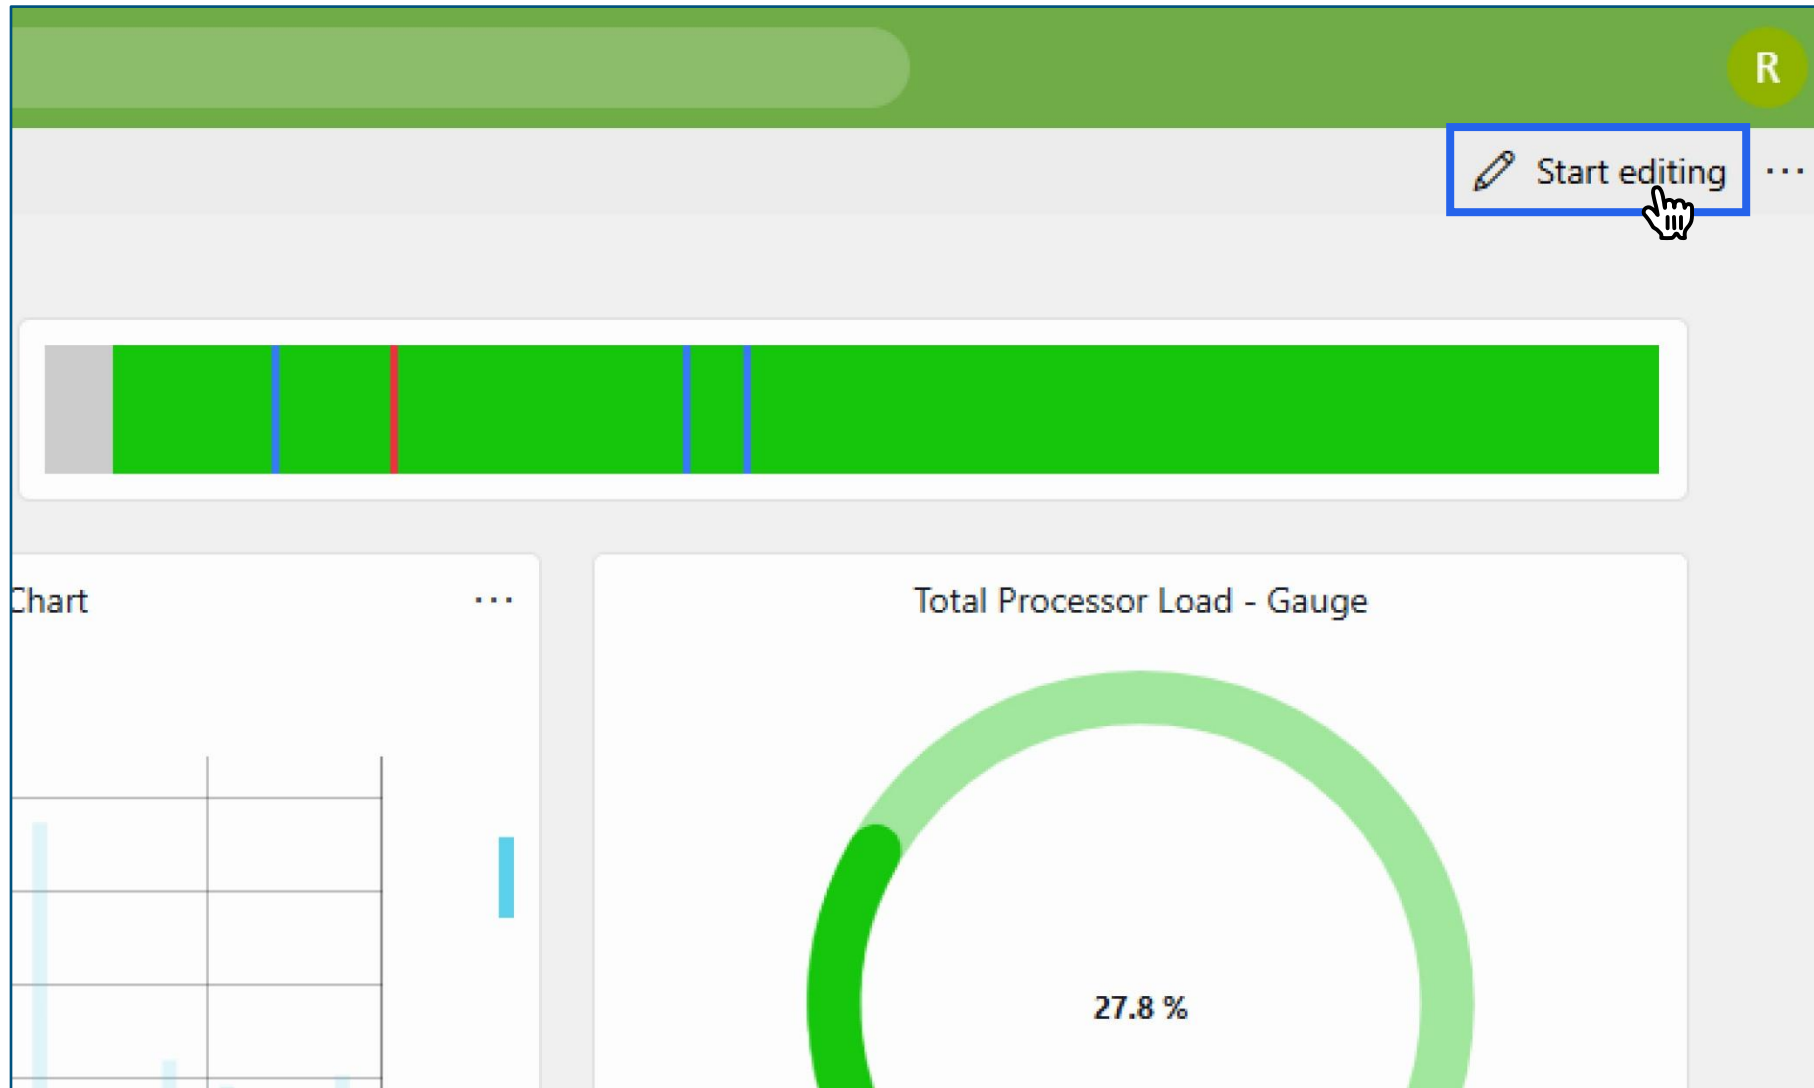 R
Start editing
Chart
Total Processor Load - Gauge
27.8 %